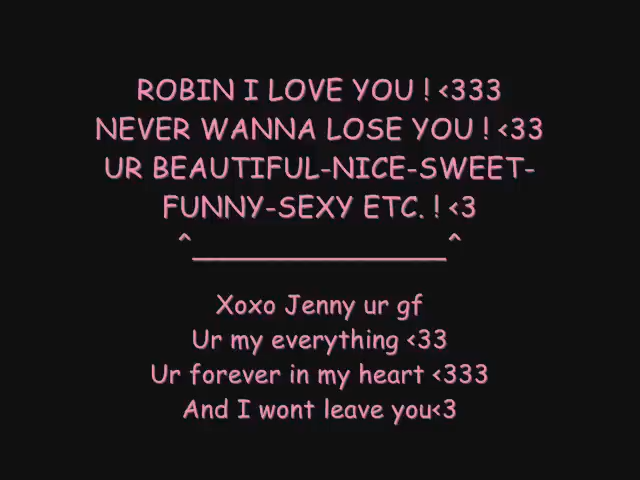 ROBIN I LOVE YOU ! <333
NEVER WANNA LOSE YOU ! <33
UR BEAUTIFUL-NICE-SWEET-
FUNNY-SEXY ETC. ! <3
^_________________^
Xoxo Jenny ur gf
Ur my everything <33
Ur forever in my heart <333
And I wont leave you<3